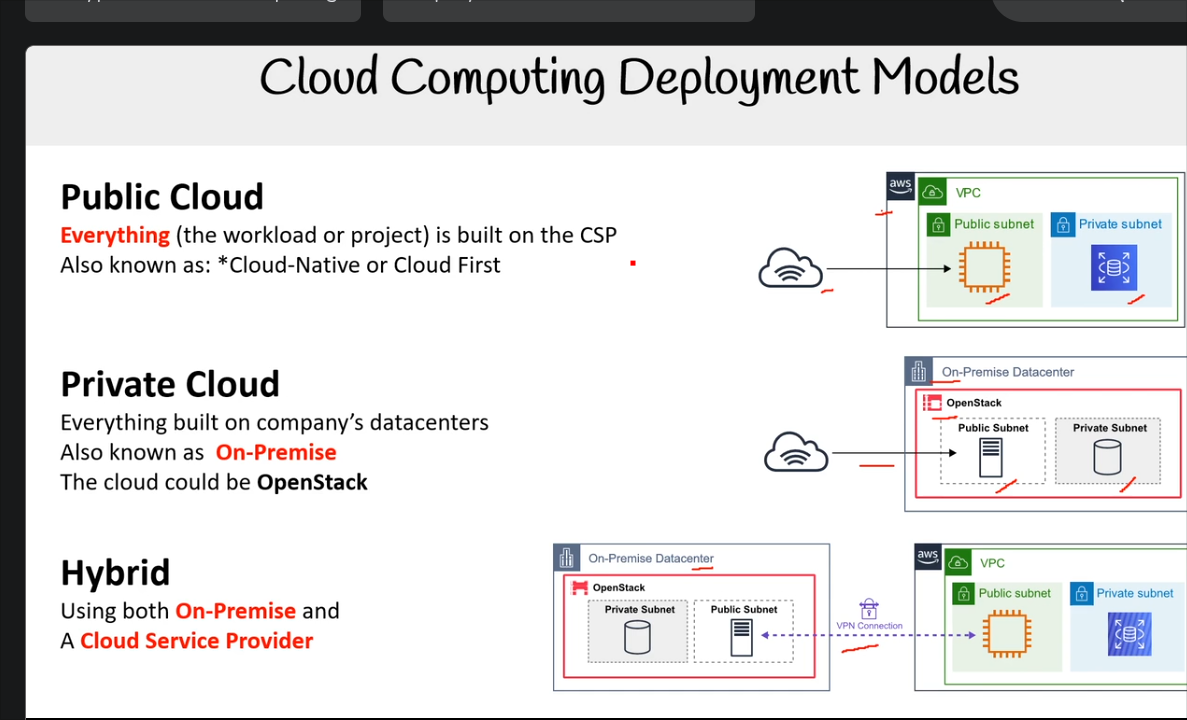 Cloud Computing Deployment Models
Public Cloud
Everything (the workload or project) is built on the CSP
Also known as: *Cloud-Native or Cloud First
aws
VPC
Public subnet
Private subnet
Private Cloud
Everything built on company's datacenters
Also known as On-Premise
The cloud could be OpenStack
On-Premise Datacenter
OpenStack
Public Subnet
Private Subnet
Hybrid
Using both On-Premise and
A Cloud Service Provider
On-Premise Datacenter
OpenStack
Private Subnet
Public Subnet
VPN Connection
aws
VPC
Public subnet
Private subnet